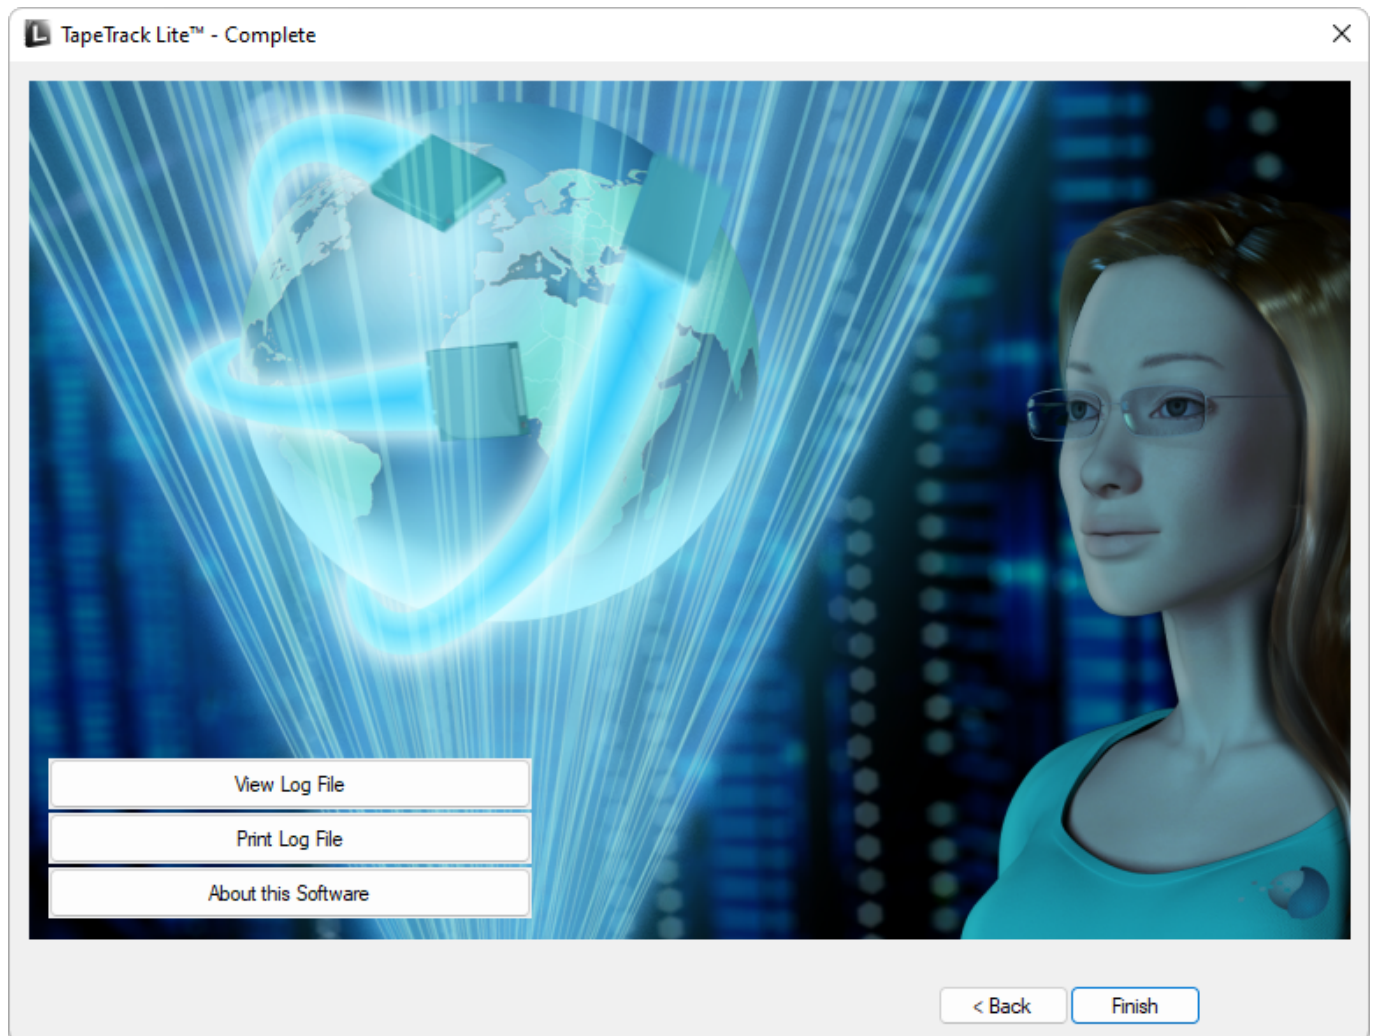 L TapeTrack Lite™ - Complete
View Log File
Print Log File
About this Software
< Back Finish